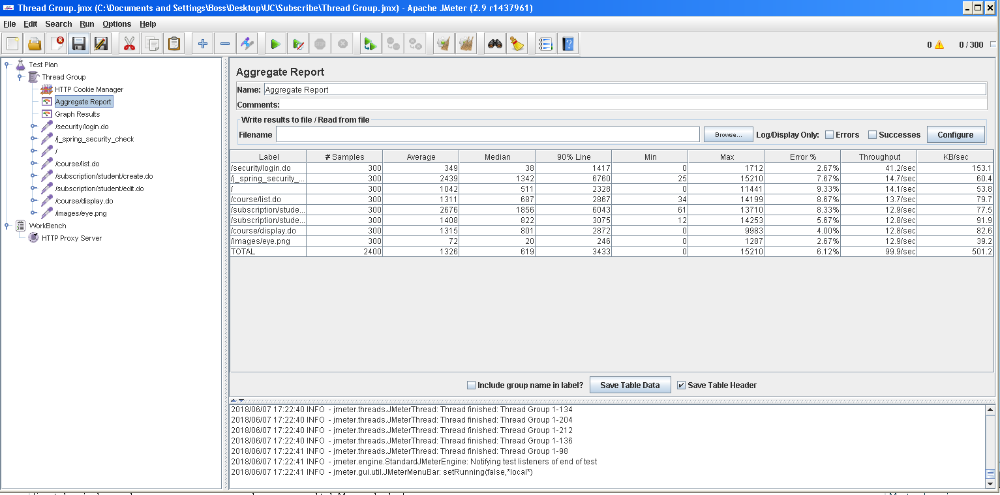 Thread Group.jmx (C:\Documents and Settings\Boss\Desktop\UC\Subscribe\Thread Group.jmx) - Apache JMeter (2.9 r1437961)
File Edit Search Run Options Help
0 0 / 300
Test Plan
Thread Group
HTTP Cookie Manager
Aggregate Report
Graph Results
/security/login.do
/j_spring_security_check
/
/course/list.do
/subscription/student/create.do
/subscription/student/edit.do
/course/display.do
/images/eye.png
WorkBench
HTTP Proxy Server
Aggregate Report
Name: Aggregate Report
Comments:
Write results to file / Read from file
Filename Browse... Log/Display Only: Errors Successes Configure
Label # Samples Average Median 90% Line Min Max Error % Throughput KB/sec
/security/login.do 300 349 38 1417 0 1712 2.67% 41.2/sec 153.1
/j_spring_security_... 300 2439 1342 6760 25 15210 7.67% 14.7/sec 60.4
/ 300 1042 511 2328 0 11441 9.33% 14.1/sec 53.8
/course/list.do 300 1311 687 2867 34 14199 8.67% 13.7/sec 79.7
/subscription/stude... 300 2676 1856 6043 61 13710 8.33% 12.9/sec 77.5
/subscription/stude... 300 1408 822 3075 12 14253 5.67% 12.8/sec 91.9
/course/display.do 300 1315 801 2872 0 9983 4.00% 12.8/sec 82.6
/images/eye.png 300 72 20 246 0 1287 2.67% 12.9/sec 39.2
TOTAL 2400 1326 619 3433 0 15210 6.12% 99.9/sec 501.2
Include group name in label? Save Table Data Save Table Header
2018/06/07 17:22:40 INFO - jmeter.threads.JMeterThread: Thread finished: Thread Group 1-134
2018/06/07 17:22:40 INFO - jmeter.threads.JMeterThread: Thread finished: Thread Group 1-204
2018/06/07 17:22:40 INFO - jmeter.threads.JMeterThread: Thread finished: Thread Group 1-212
2018/06/07 17:22:40 INFO - jmeter.threads.JMeterThread: Thread finished: Thread Group 1-136
2018/06/07 17:22:41 INFO - jmeter.threads.JMeterThread: Thread finished: Thread Group 1-98
2018/06/07 17:22:41 INFO - jmeter.engine.StandardJMeterEngine: Notifying test listeners of end of test
2018/06/07 17:22:41 INFO - jmeter.gui.util.JMeterMenuBar: setRunning(false,*local*)